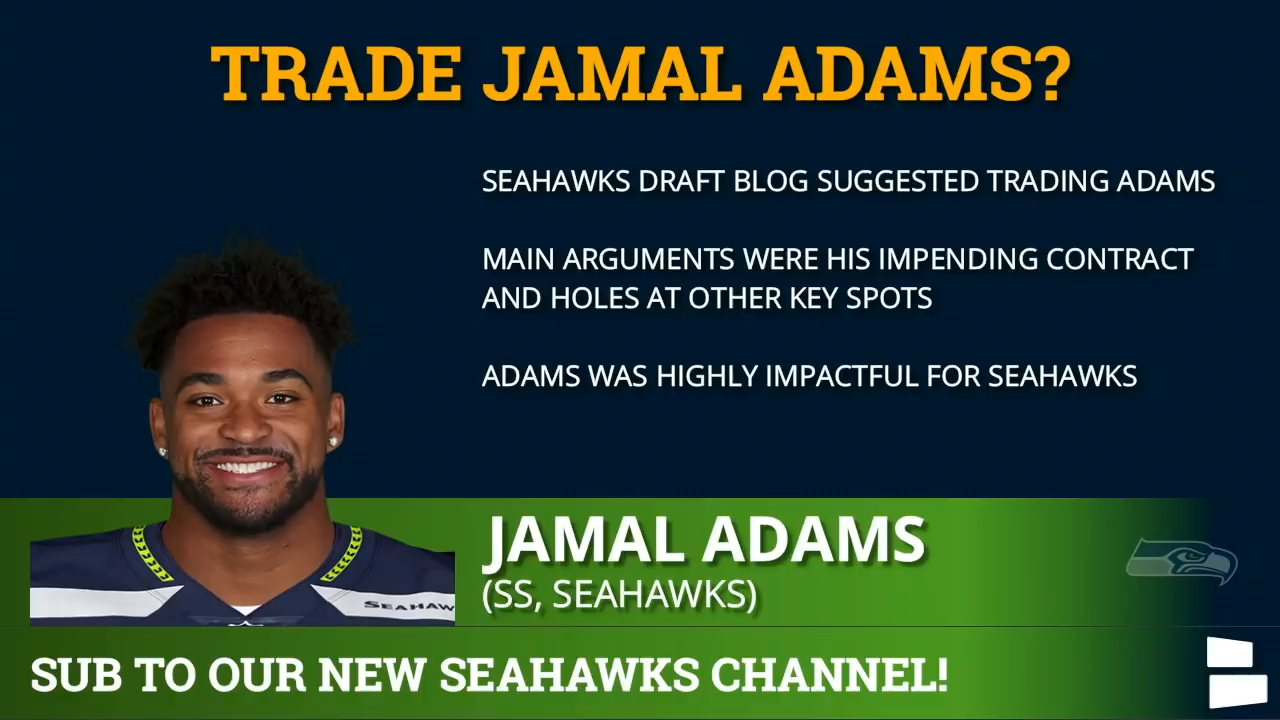 TRADE JAMAL ADAMS?
SEAHAWKS DRAFT BLOG SUGGESTED TRADING ADAMS
MAIN ARGUMENTS WERE HIS IMPENDING CONTRACT
AND HOLES AT OTHER KEY SPOTS
ADAMS WAS HIGHLY IMPACTFUL FOR SEAHAWKS
JAMAL ADAMS
(SS, SEAHAWKS)
SEAHAW
SUB TO OUR NEW SEAHAWKS CHANNEL!